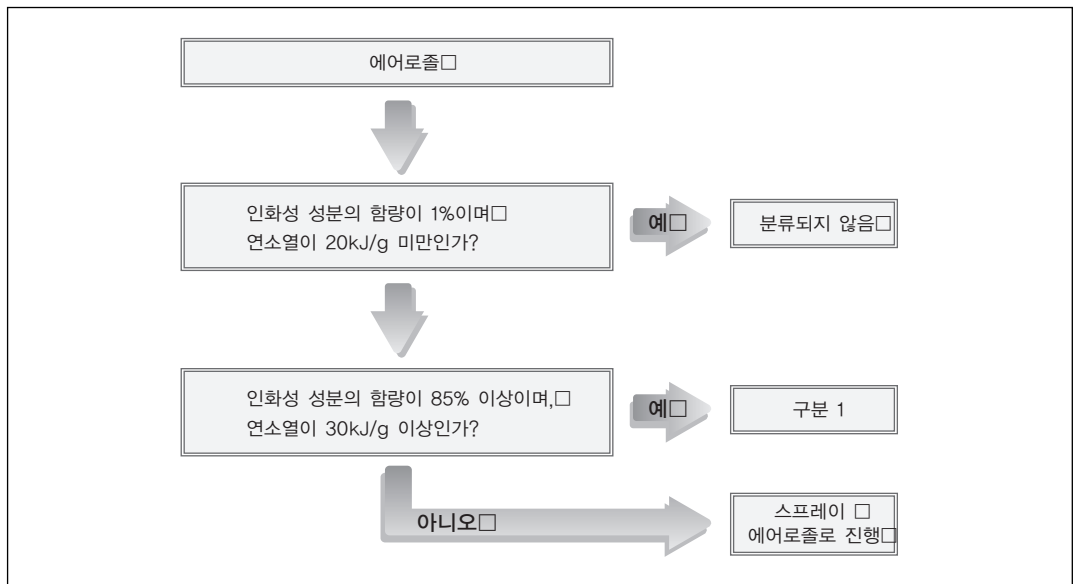 에어로졸□
인화성 성분의 함량이 1%이며□
연소열이 20kJ/g 미만인가?
예□
분류되지 않음□
인화성 성분의 함량이 85% 이상이며,□
연소열이 30kJ/g 이상인가?
예□
구분 1
아니오□
스프레이 □
에어로졸로 진행□